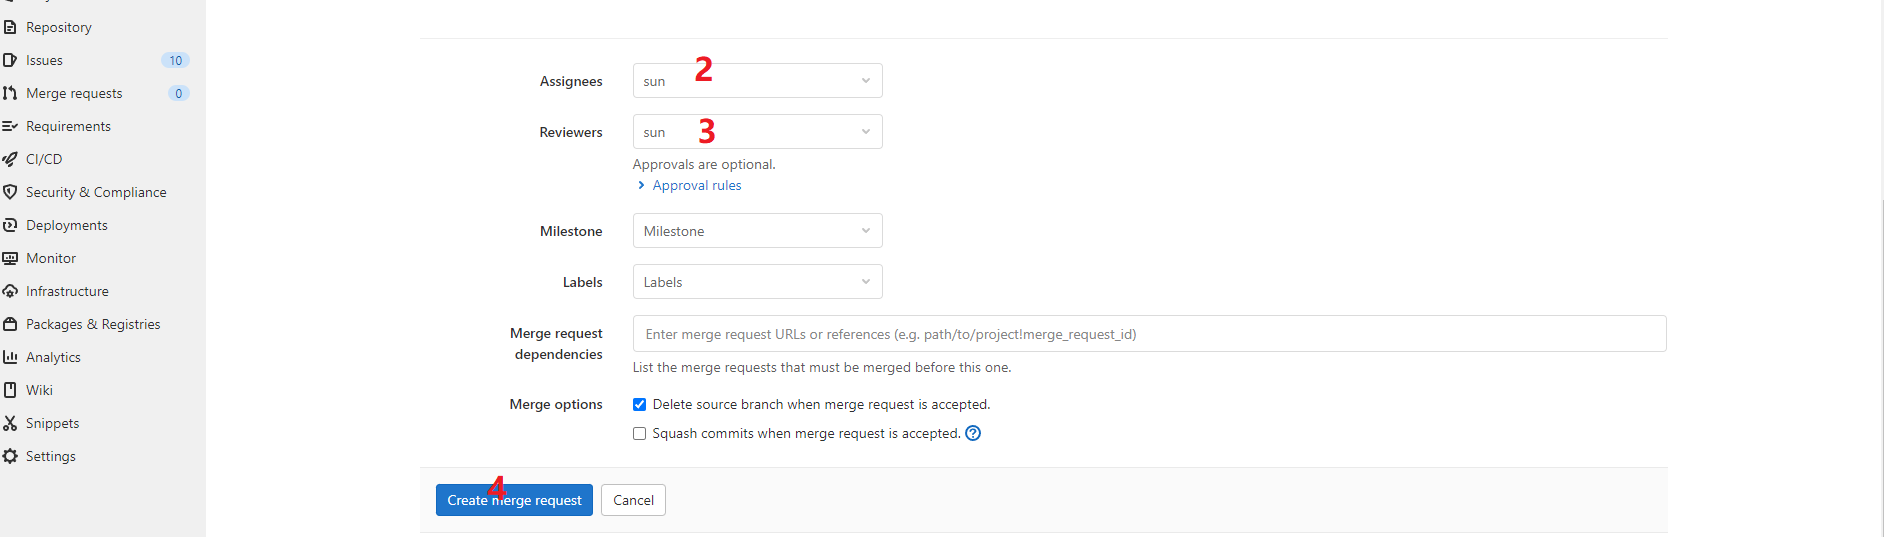 Repository
Issues 10
Merge requests 0
Requirements
CI/CD
Security & Compliance
Deployments
Monitor
Infrastructure
Packages & Registries
Analytics
Wiki
Snippets
Settings
Assignees sun 2
Reviewers sun 3
Approvals are optional.
Approval rules
Milestone Milestone
Labels Labels
Merge request
dependencies
Enter merge request URLs or references (e.g. path/to/project!merge_request_id)
List the merge requests that must be merged before this one.
Merge options Delete source branch when merge request is accepted.
Squash commits when merge request is accepted. ?
4
Create merge request Cancel